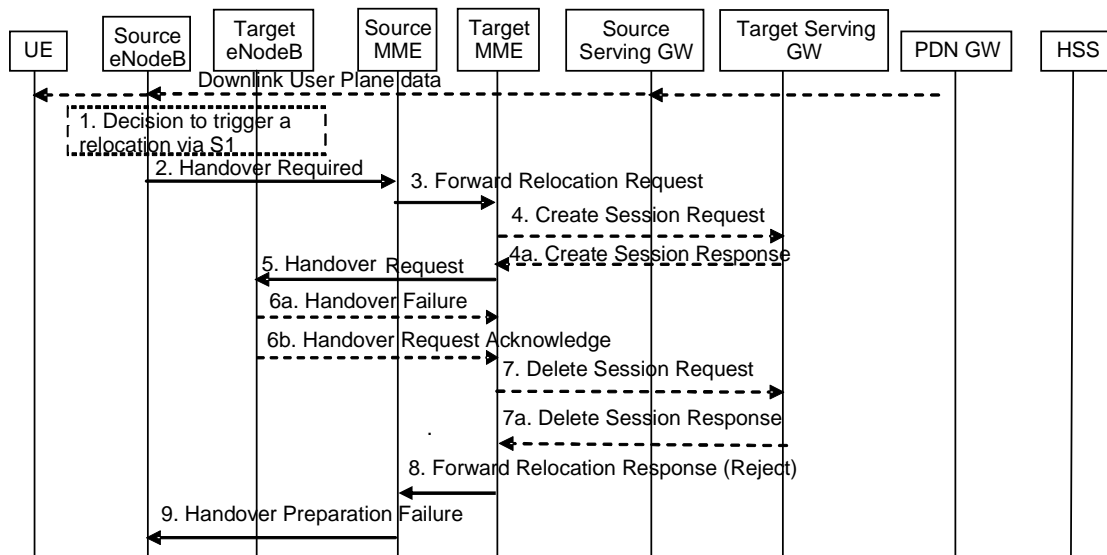 UE
Source
eNodeB
Target
eNodeB
Source
MME
Target
MME
Source
Serving GW
Target Serving
GW
PDN GW
HSS
Downlink User Plane data
1. Decision to trigger a
relocation via S1
2. Handover Required
3. Forward Relocation Request
4. Create Session Request
4a. Create Session Response
5. Handover Request
6a. Handover Failure
6b. Handover Request Acknowledge
7. Delete Session Request
7a. Delete Session Response
.
8. Forward Relocation Response (Reject)
9. Handover Preparation Failure